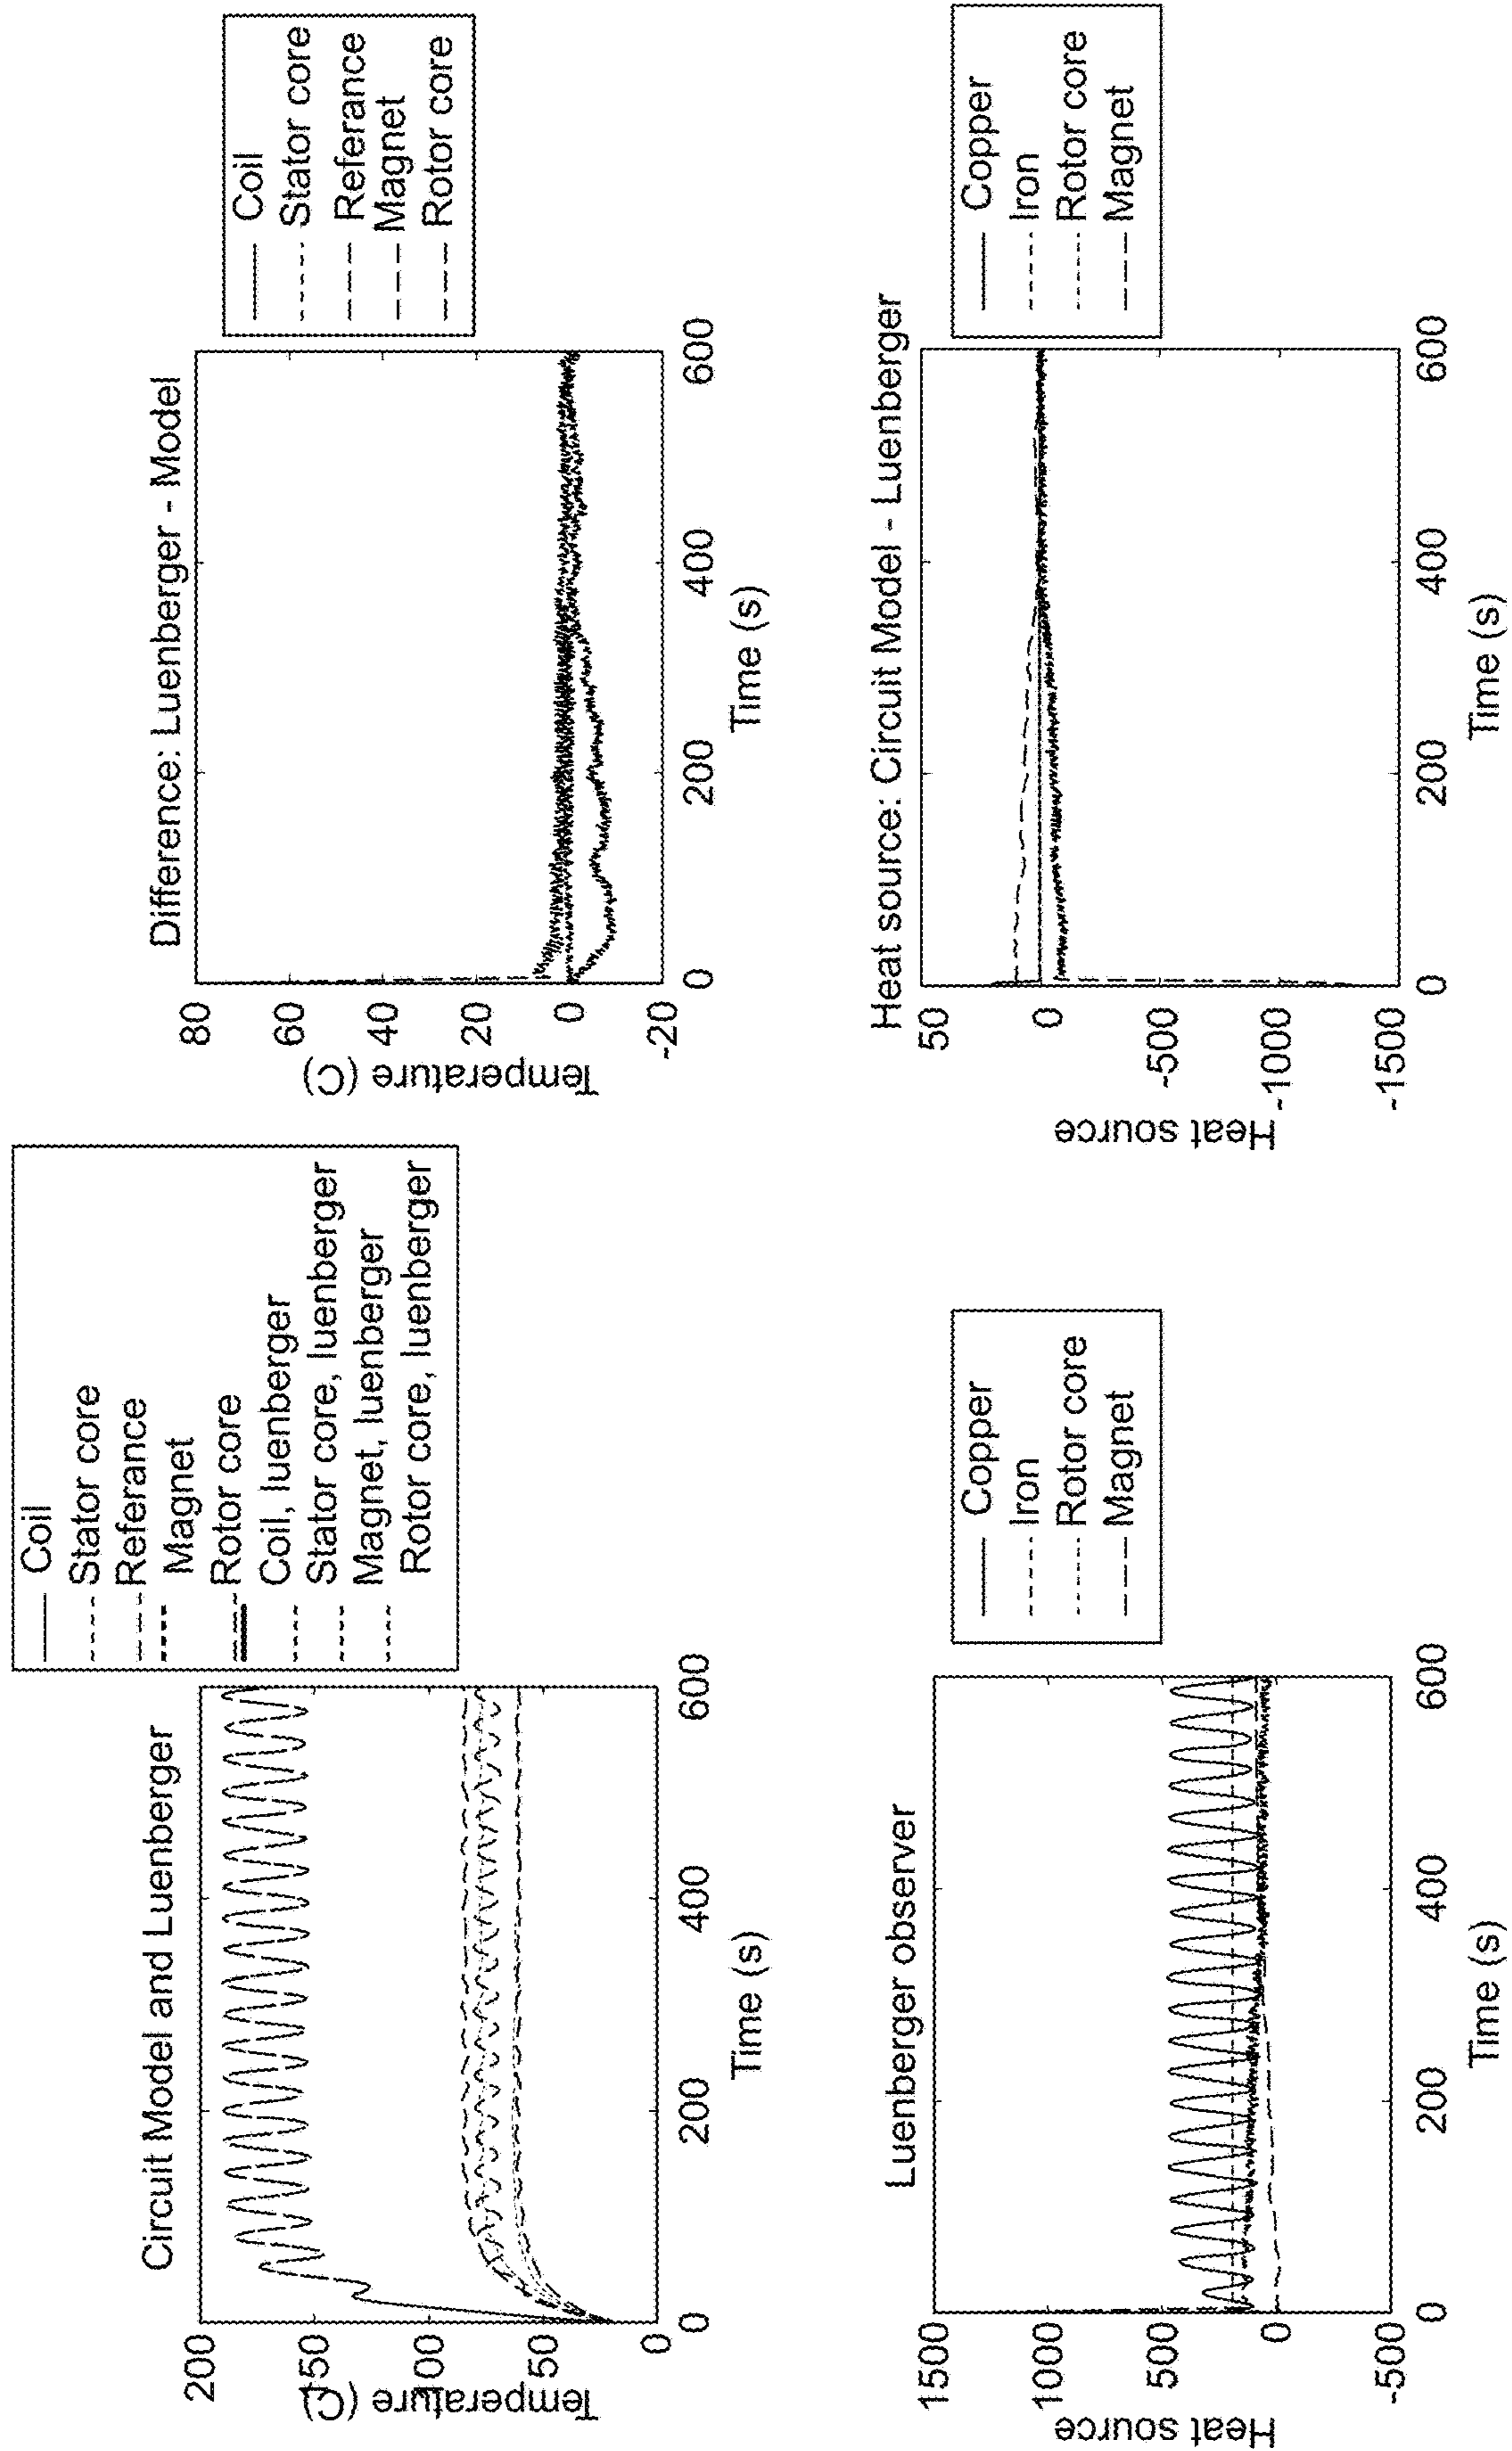 Circuit Model and Luenberger
Temperature (C)
200
150
100
50
0
0
200
400
600
Time (s)
Coil
Stator core
Referance
Magnet
Rotor core
Coil, luenberger
Stator core, luenberger
Magnet, luenberger
Rotor core, luenberger
Difference: Luenberger - Model
Temperature (C)
80
60
40
20
0
-20
0
200
400
600
Time (s)
Coil
Stator core
Referance
Magnet
Rotor core
Luenberger observer
Heat source
1500
1000
500
0
-500
0
200
400
600
Time (s)
Copper
Iron
Rotor core
Magnet
Heat source: Circuit Model - Luenberger
Heat source
50
0
-500
-1000
-1500
0
200
400
600
Time (s)
Copper
Iron
Rotor core
Magnet